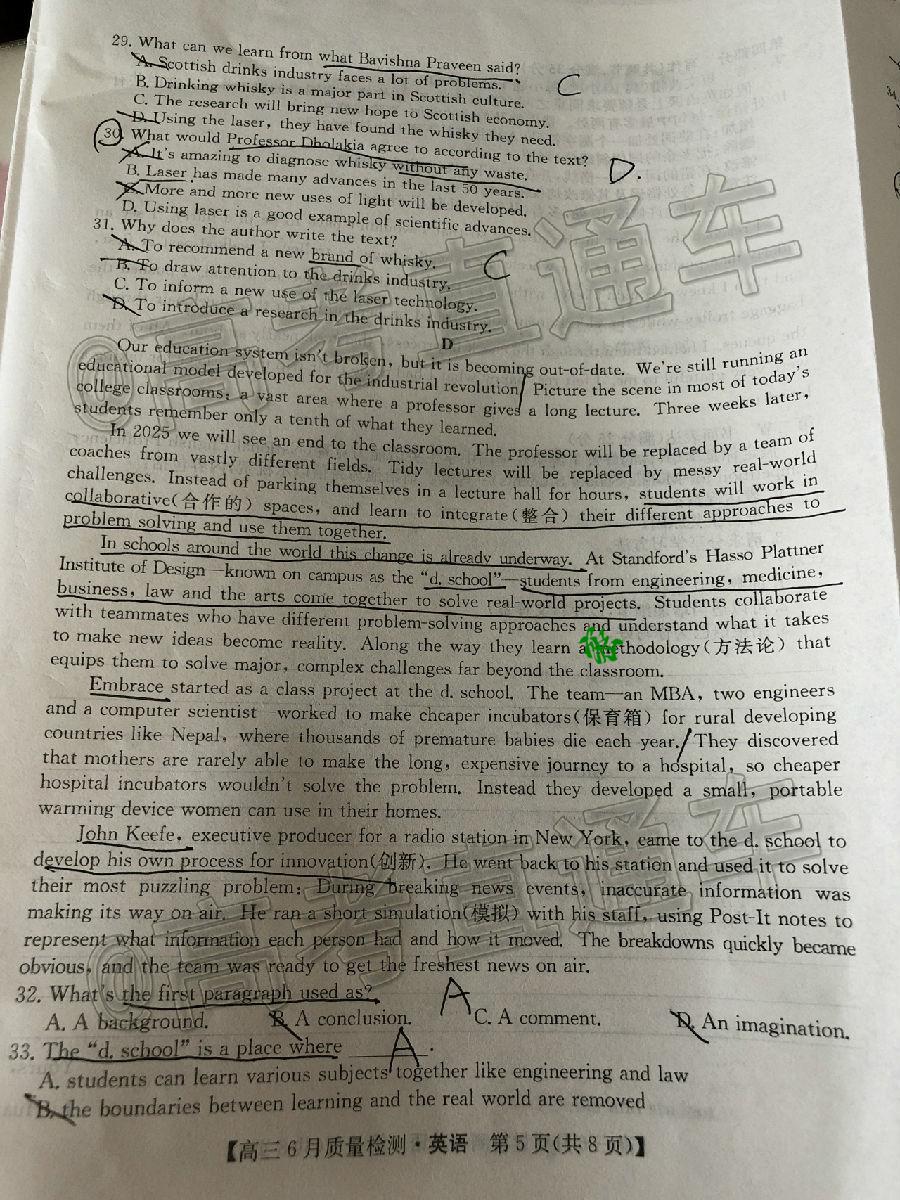 29. What can we learn from what Bavishna Praveen said?
A. Scottish drinks industry faces a lot of problems.
B. Drinking whisky is a major part in Scottish culture.
C. The research will bring new hope to Scottish economy.
D. Using the laser, they have found the whisky they need.
C
30. What would Professor Dholakia agree to according to the text?
A. It's amazing to diagnose whisky without any waste.
B. Laser has made many advances in the last 50 years.
C. More and more new uses of light will be developed.
D. Using laser is a good example of scientific advances.
D.
31. Why does the author write the text?
A. To recommend a new brand of whisky.
B. To draw attention to the drinks industry.
C. To inform a new use of the laser technology.
D. To introduce a research in the drinks industry.
C
D
Our education system isn't broken, but it is becoming out-of-date. We're still running an
educational model developed for the industrial revolution. Picture the scene in most of today's
college classrooms: a vast area where a professor gives a long lecture. Three weeks later,
students remember only a tenth of what they learned.
In 2025 we will see an end to the classroom. The professor will be replaced by a team of
coaches from vastly different fields. Tidy lectures will be replaced by messy real-world
challenges. Instead of parking themselves in a lecture hall for hours, students will work in
collaborative(合作的) spaces, and learn to integrate(整合) their different approaches to
problem solving and use them together.
In schools around the world this change is already underway. At Standford's Hasso Plattner
Institute of Design—known on campus as the “d. school”—students from engineering, medicine,
business, law and the arts come together to solve real-world projects. Students collaborate
with teammates who have different problem-solving approaches and understand what it takes
to make new ideas become reality. Along the way they learn a methodology(方法论) that
equips them to solve major, complex challenges far beyond the classroom.
Embrace started as a class project at the d. school. The team—an MBA, two engineers
and a computer scientist—worked to make cheaper incubators(保育箱) for rural developing
countries like Nepal, where thousands of premature babies die each year. They discovered
that mothers are rarely able to make the long, expensive journey to a hospital, so cheaper
hospital incubators wouldn't solve the problem. Instead they developed a small, portable
warming device women can use in their homes.
John Keefe, executive producer for a radio station in New York, came to the d. school to
develop his own process for innovation(创新). He went back to his station and used it to solve
their most puzzling problem: During breaking news events, inaccurate information was
making its way on air. He ran a short simulation(模拟) with his staff, using Post-It notes to
represent what information each person had and how it moved. The breakdowns quickly became
obvious, and the team was ready to get the freshest news on air.
32. What's the first paragraph used as?
A
A. A background. B. A conclusion. C. A comment. D. An imagination.
33. The “d. school” is a place where ______.
A
A. students can learn various subjects together like engineering and law
B. the boundaries between learning and the real world are removed
【高三6月质量检测·英语 第5页(共8页)】
@高考直通车
@高考直通车